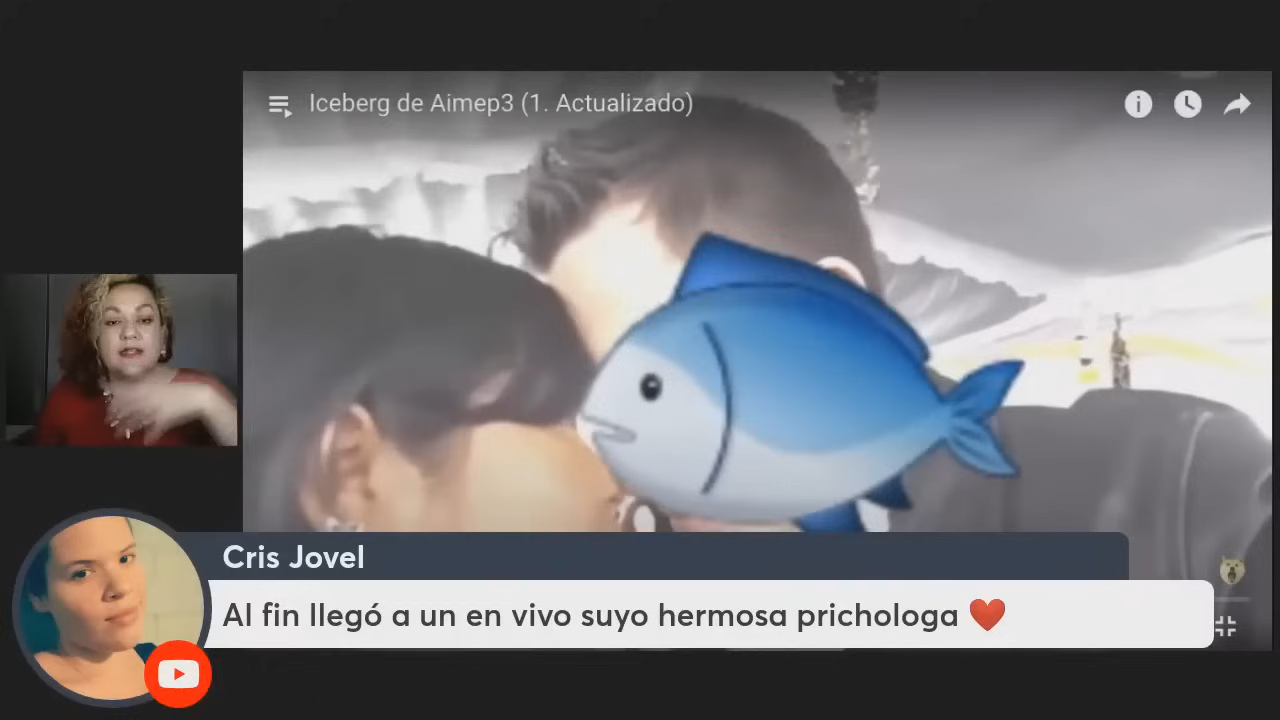 Iceberg de Aimep3 (1. Actualizado)
Cris Jovel
Al fin llegó a un en vivo suyo hermosa prichologa ❤️